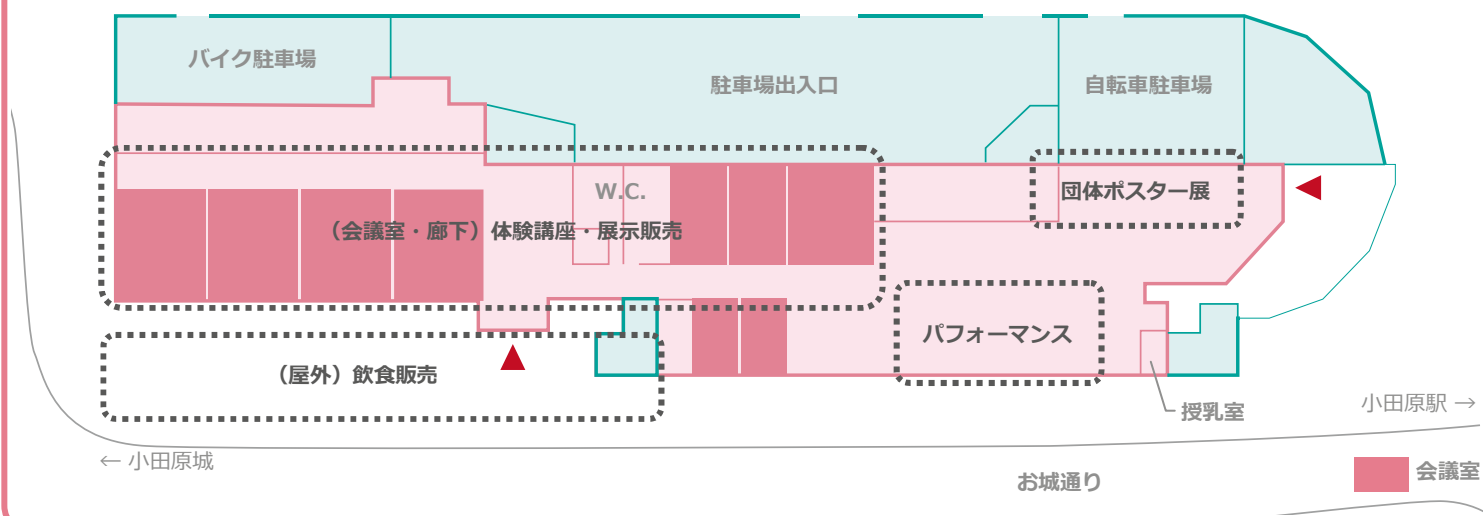 バイク駐車場
駐車場出入口
自転車駐車場
W.C.
団体ポスター展
（会議室・廊下）体験講座・展示販売
パフォーマンス
（屋外）飲食販売
授乳室
小田原駅 →
← 小田原城
お城通り
会議室